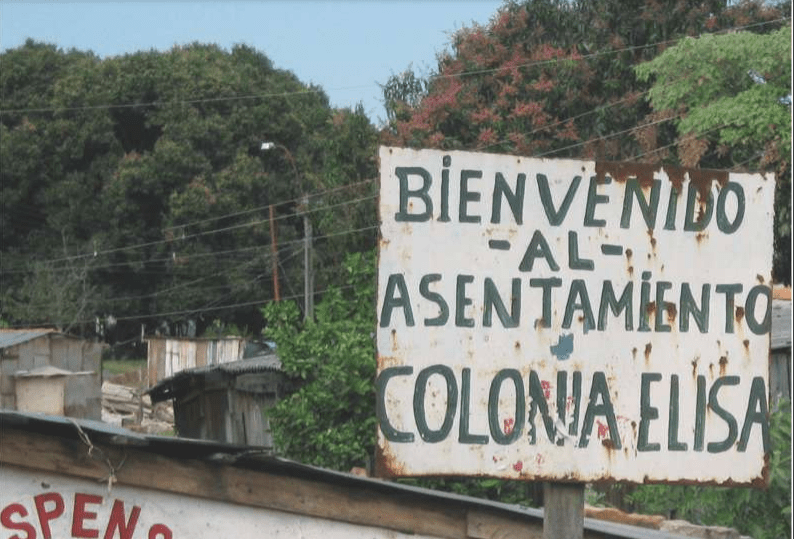 BiENVENiDO
-AL-
ASENTAMiENTO
COLONIA ELISA